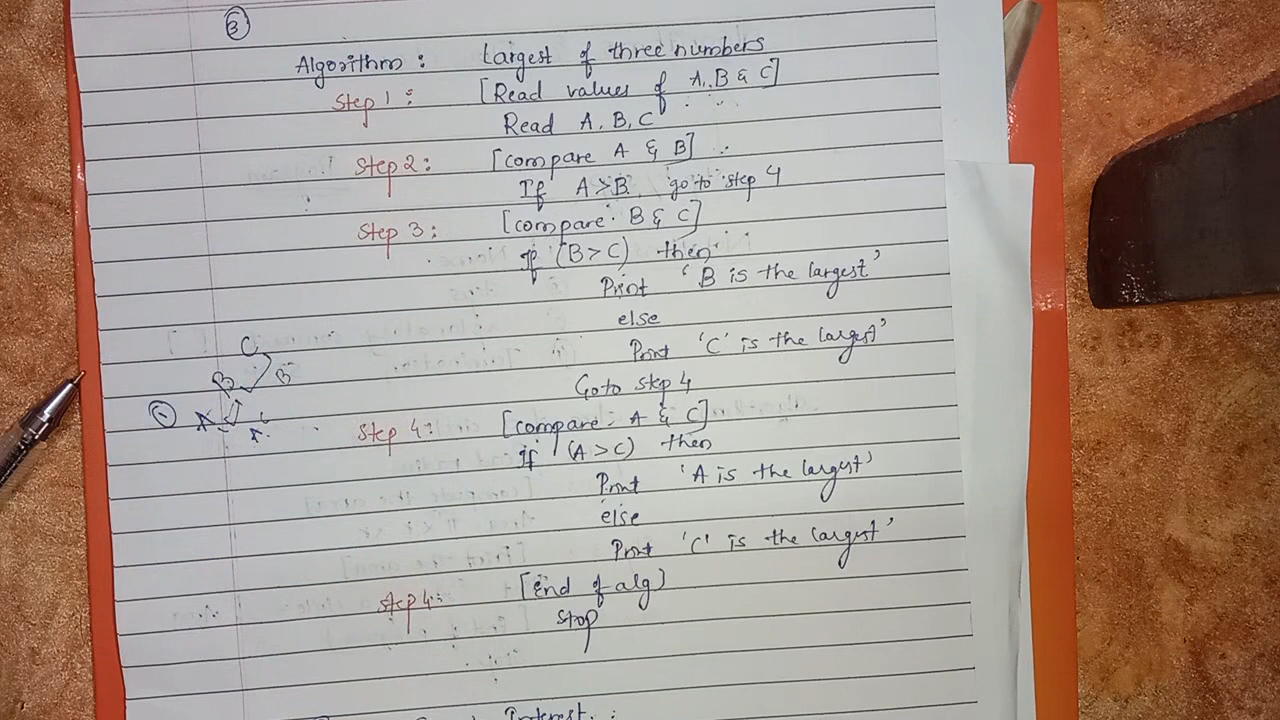 3
Algorithm: Largest of three numbers
Step 1: [Read values of A, B & C]
Read A, B, C
Step 2: [compare A & B]
If A>B go to step 4
Step 3: [compare B & C]
if (B>C) then
Print 'B is the largest'
else
Print 'C' is the largest'
Goto step 4
Step 4: [compare A & C]
if (A>C) then
Print 'A is the largest'
else
Print 'C' is the largest'
Step 4: [End of alg]
Stop
C
B B
A
Interest :